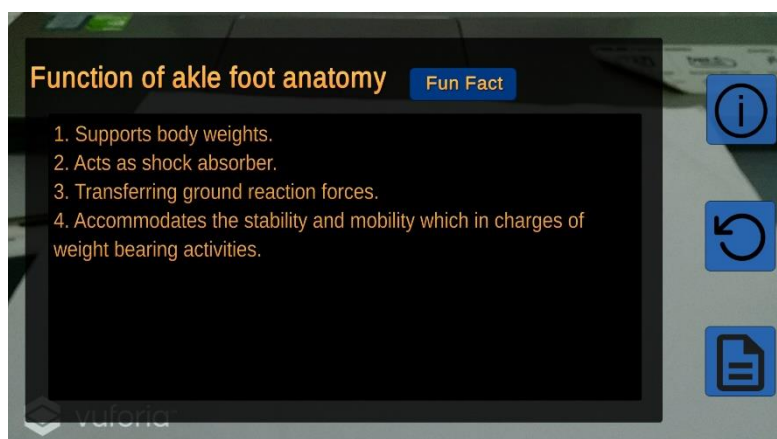 Function of akle foot anatomy
Fun Fact
1. Supports body weights.
2. Acts as shock absorber.
3. Transferring ground reaction forces.
4. Accommodates the stability and mobility which in charges of
weight bearing activities.
vuforia